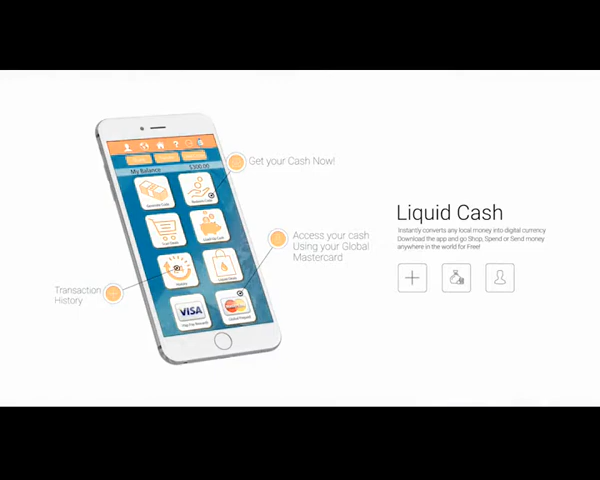 My Balance $300.00
History
VISA
Get your Cash Now!
Access your cash
Using your Global
Mastercard
Transaction
History
Liquid Cash
Instantly converts any local money into digital currency
Download the app and go Shop, Spend or Send money
anywhere in the world for Free!